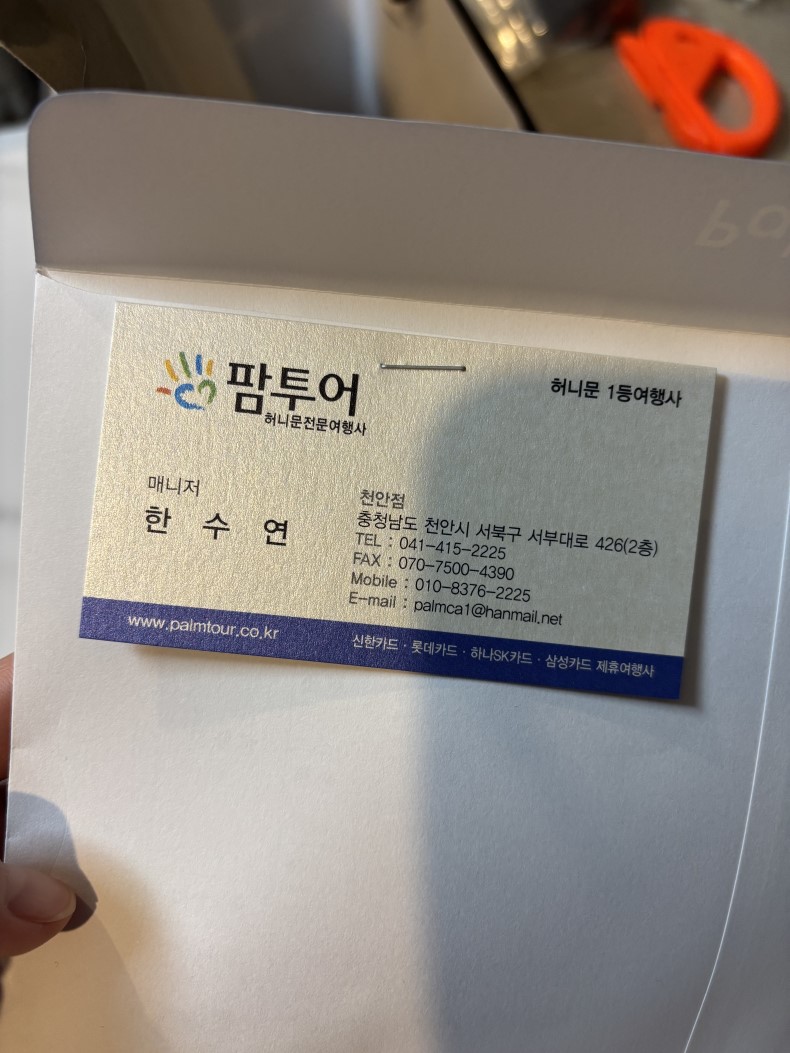 팜투어
허니문전문여행사
허니문 1등여행사
매니저
한 수 연
천안점
충청남도 천안시 서북구 서부대로 426(2층)
TEL : 041-415-2225
FAX : 070-7500-4390
Mobile : 010-8376-2225
E-mail : palmca1@hanmail.net
www.palmtour.co.kr
신한카드 · 롯데카드 · 하나SK카드 · 삼성카드 제휴여행사